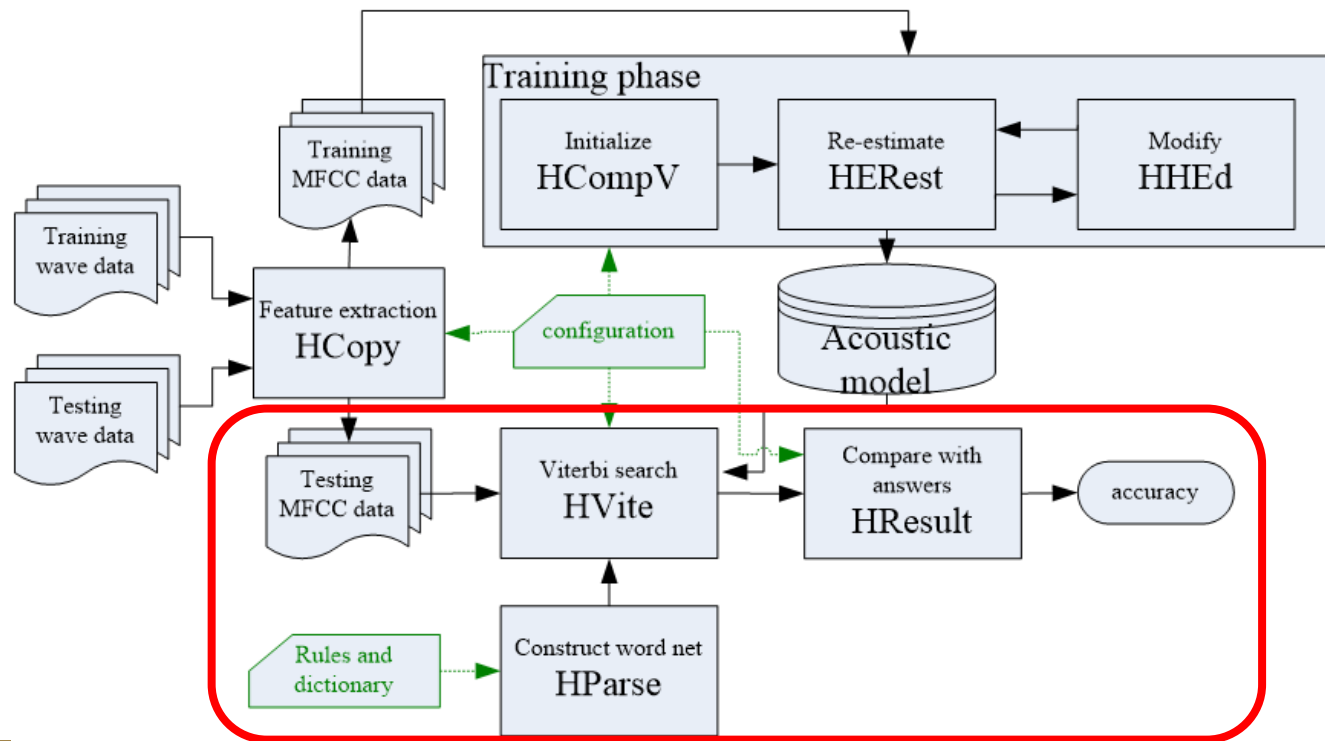 Training phase
Initialize
HCompV
Re-estimate
HERest
Modify
HHEd
Training
MFCC data
Training
wave data
Feature extraction
HCopy
configuration
Acoustic
model
Testing
wave data
Testing
MFCC data
Viterbi search
HVite
Compare with
answers
HResult
accuracy
Rules and
dictionary
Construct word net
HParse